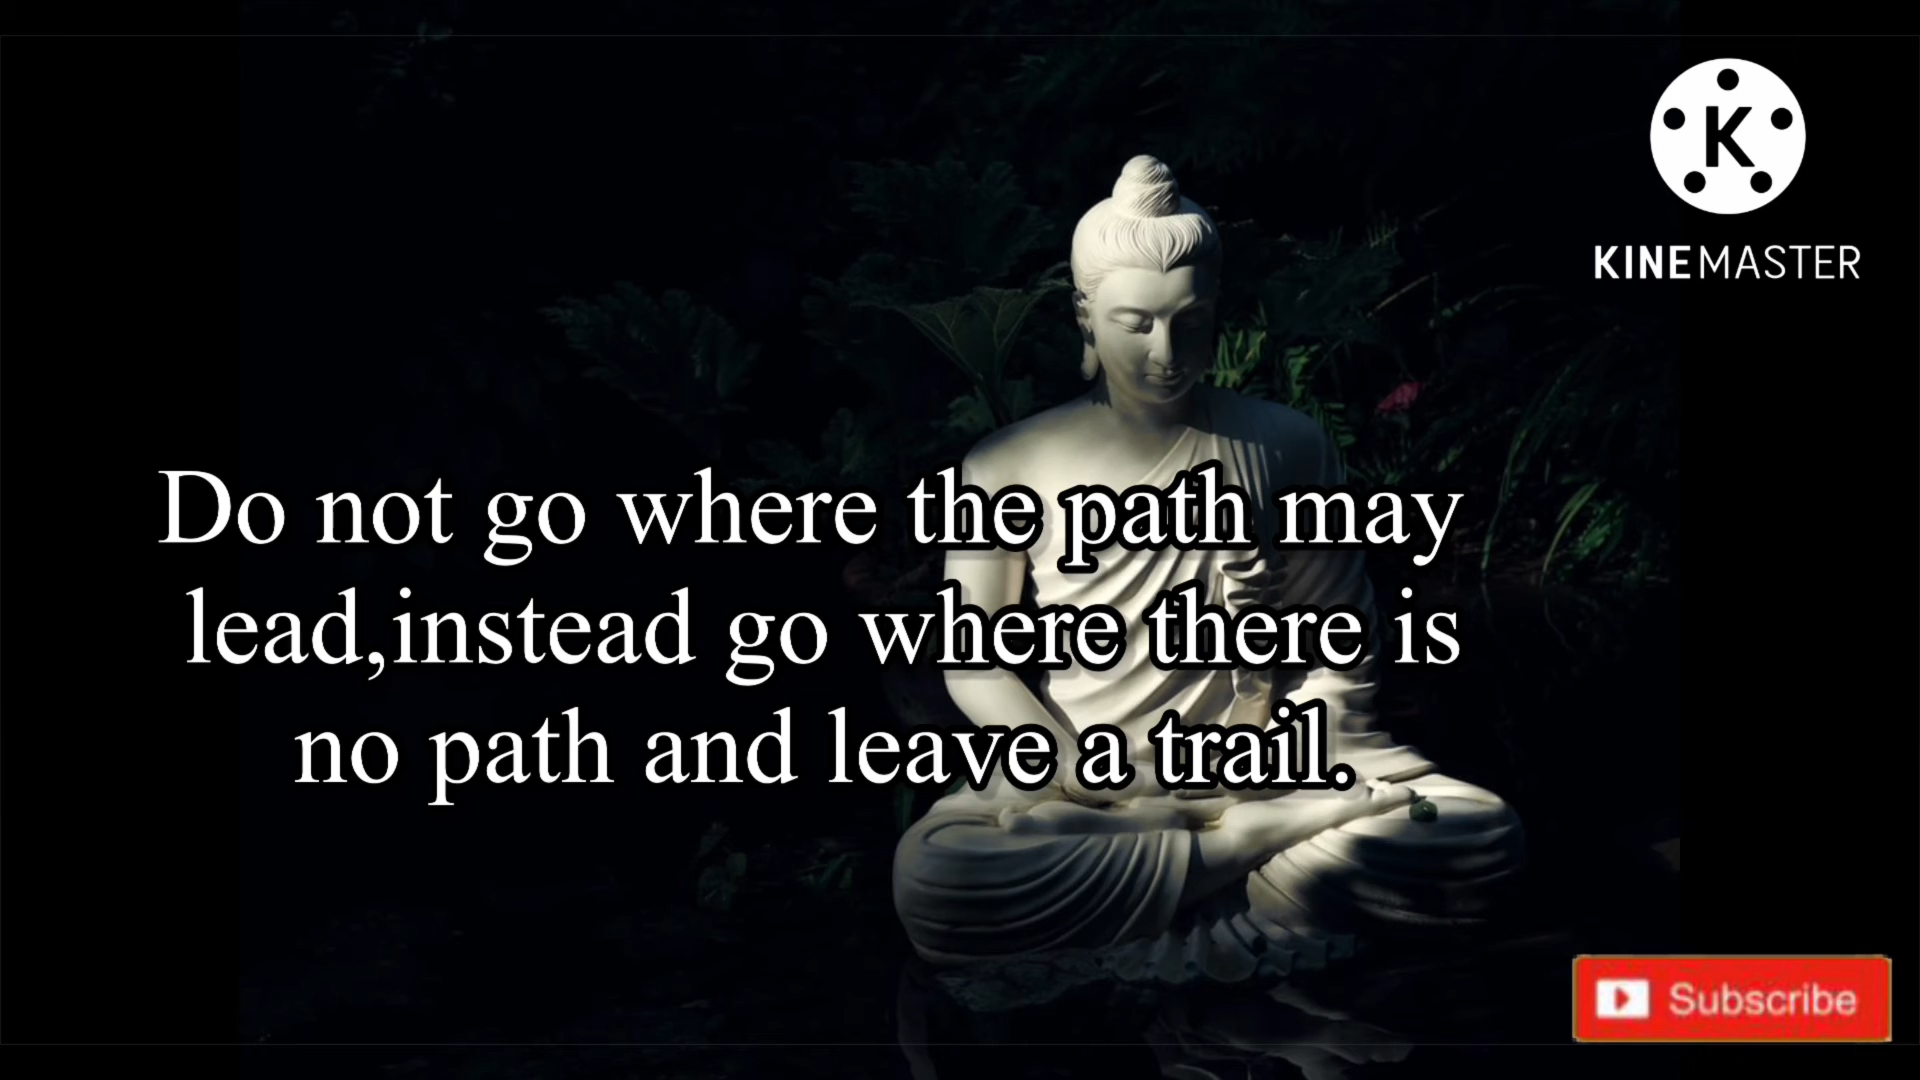 K
KINEMASTER
Do not go where the path may
lead,instead go where there is
no path and leave a trail.
Subscribe